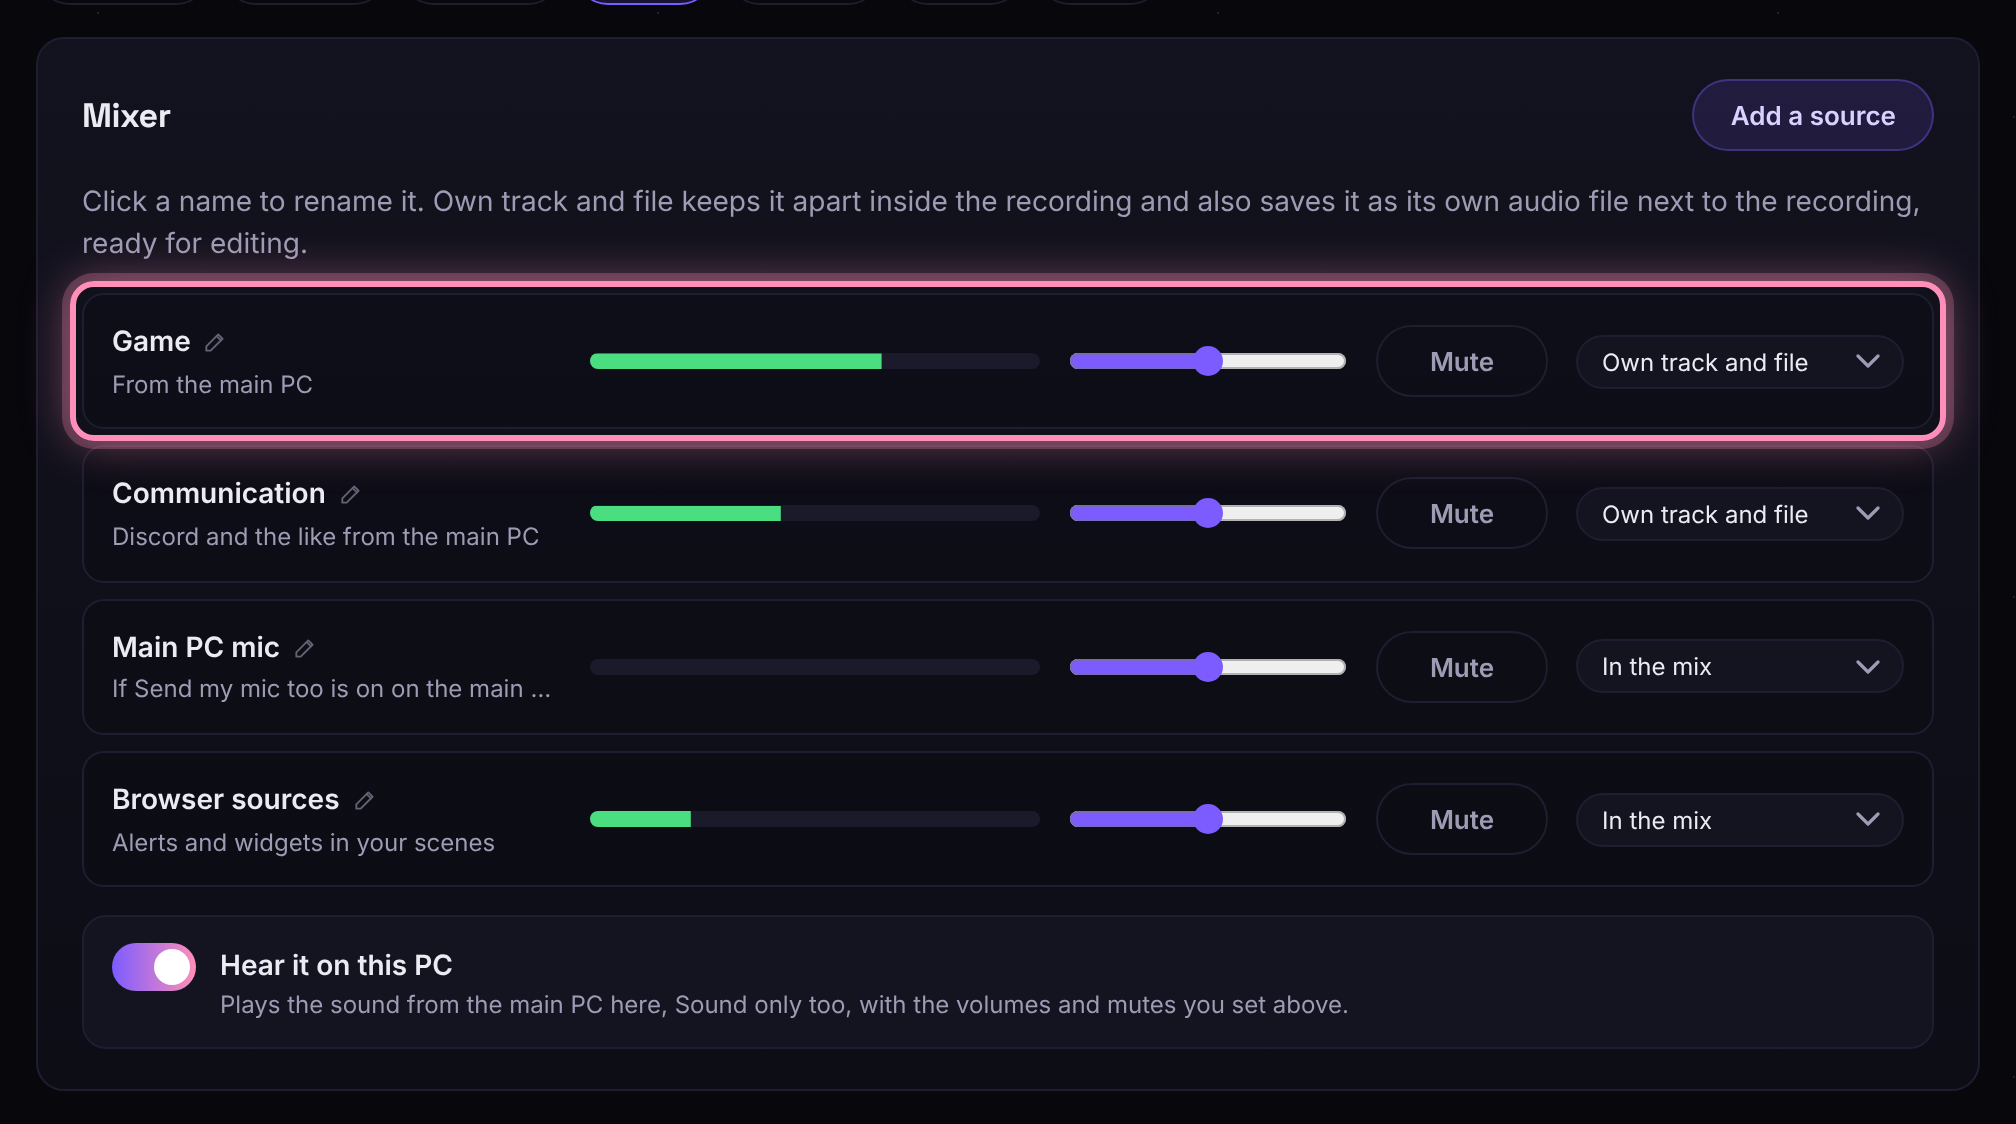 Mixer
Add a source
Click a name to rename it. Own track and file keeps it apart inside the recording and also saves it as its own audio file next to the recording,
ready for editing.
Game
From the main PC
Mute
Own track and file
Communication
Discord and the like from the main PC
Mute
Own track and file
Main PC mic
If Send my mic too is on on the main ...
Mute
In the mix
Browser sources
Alerts and widgets in your scenes
Mute
In the mix
Hear it on this PC
Plays the sound from the main PC here, Sound only too, with the volumes and mutes you set above.